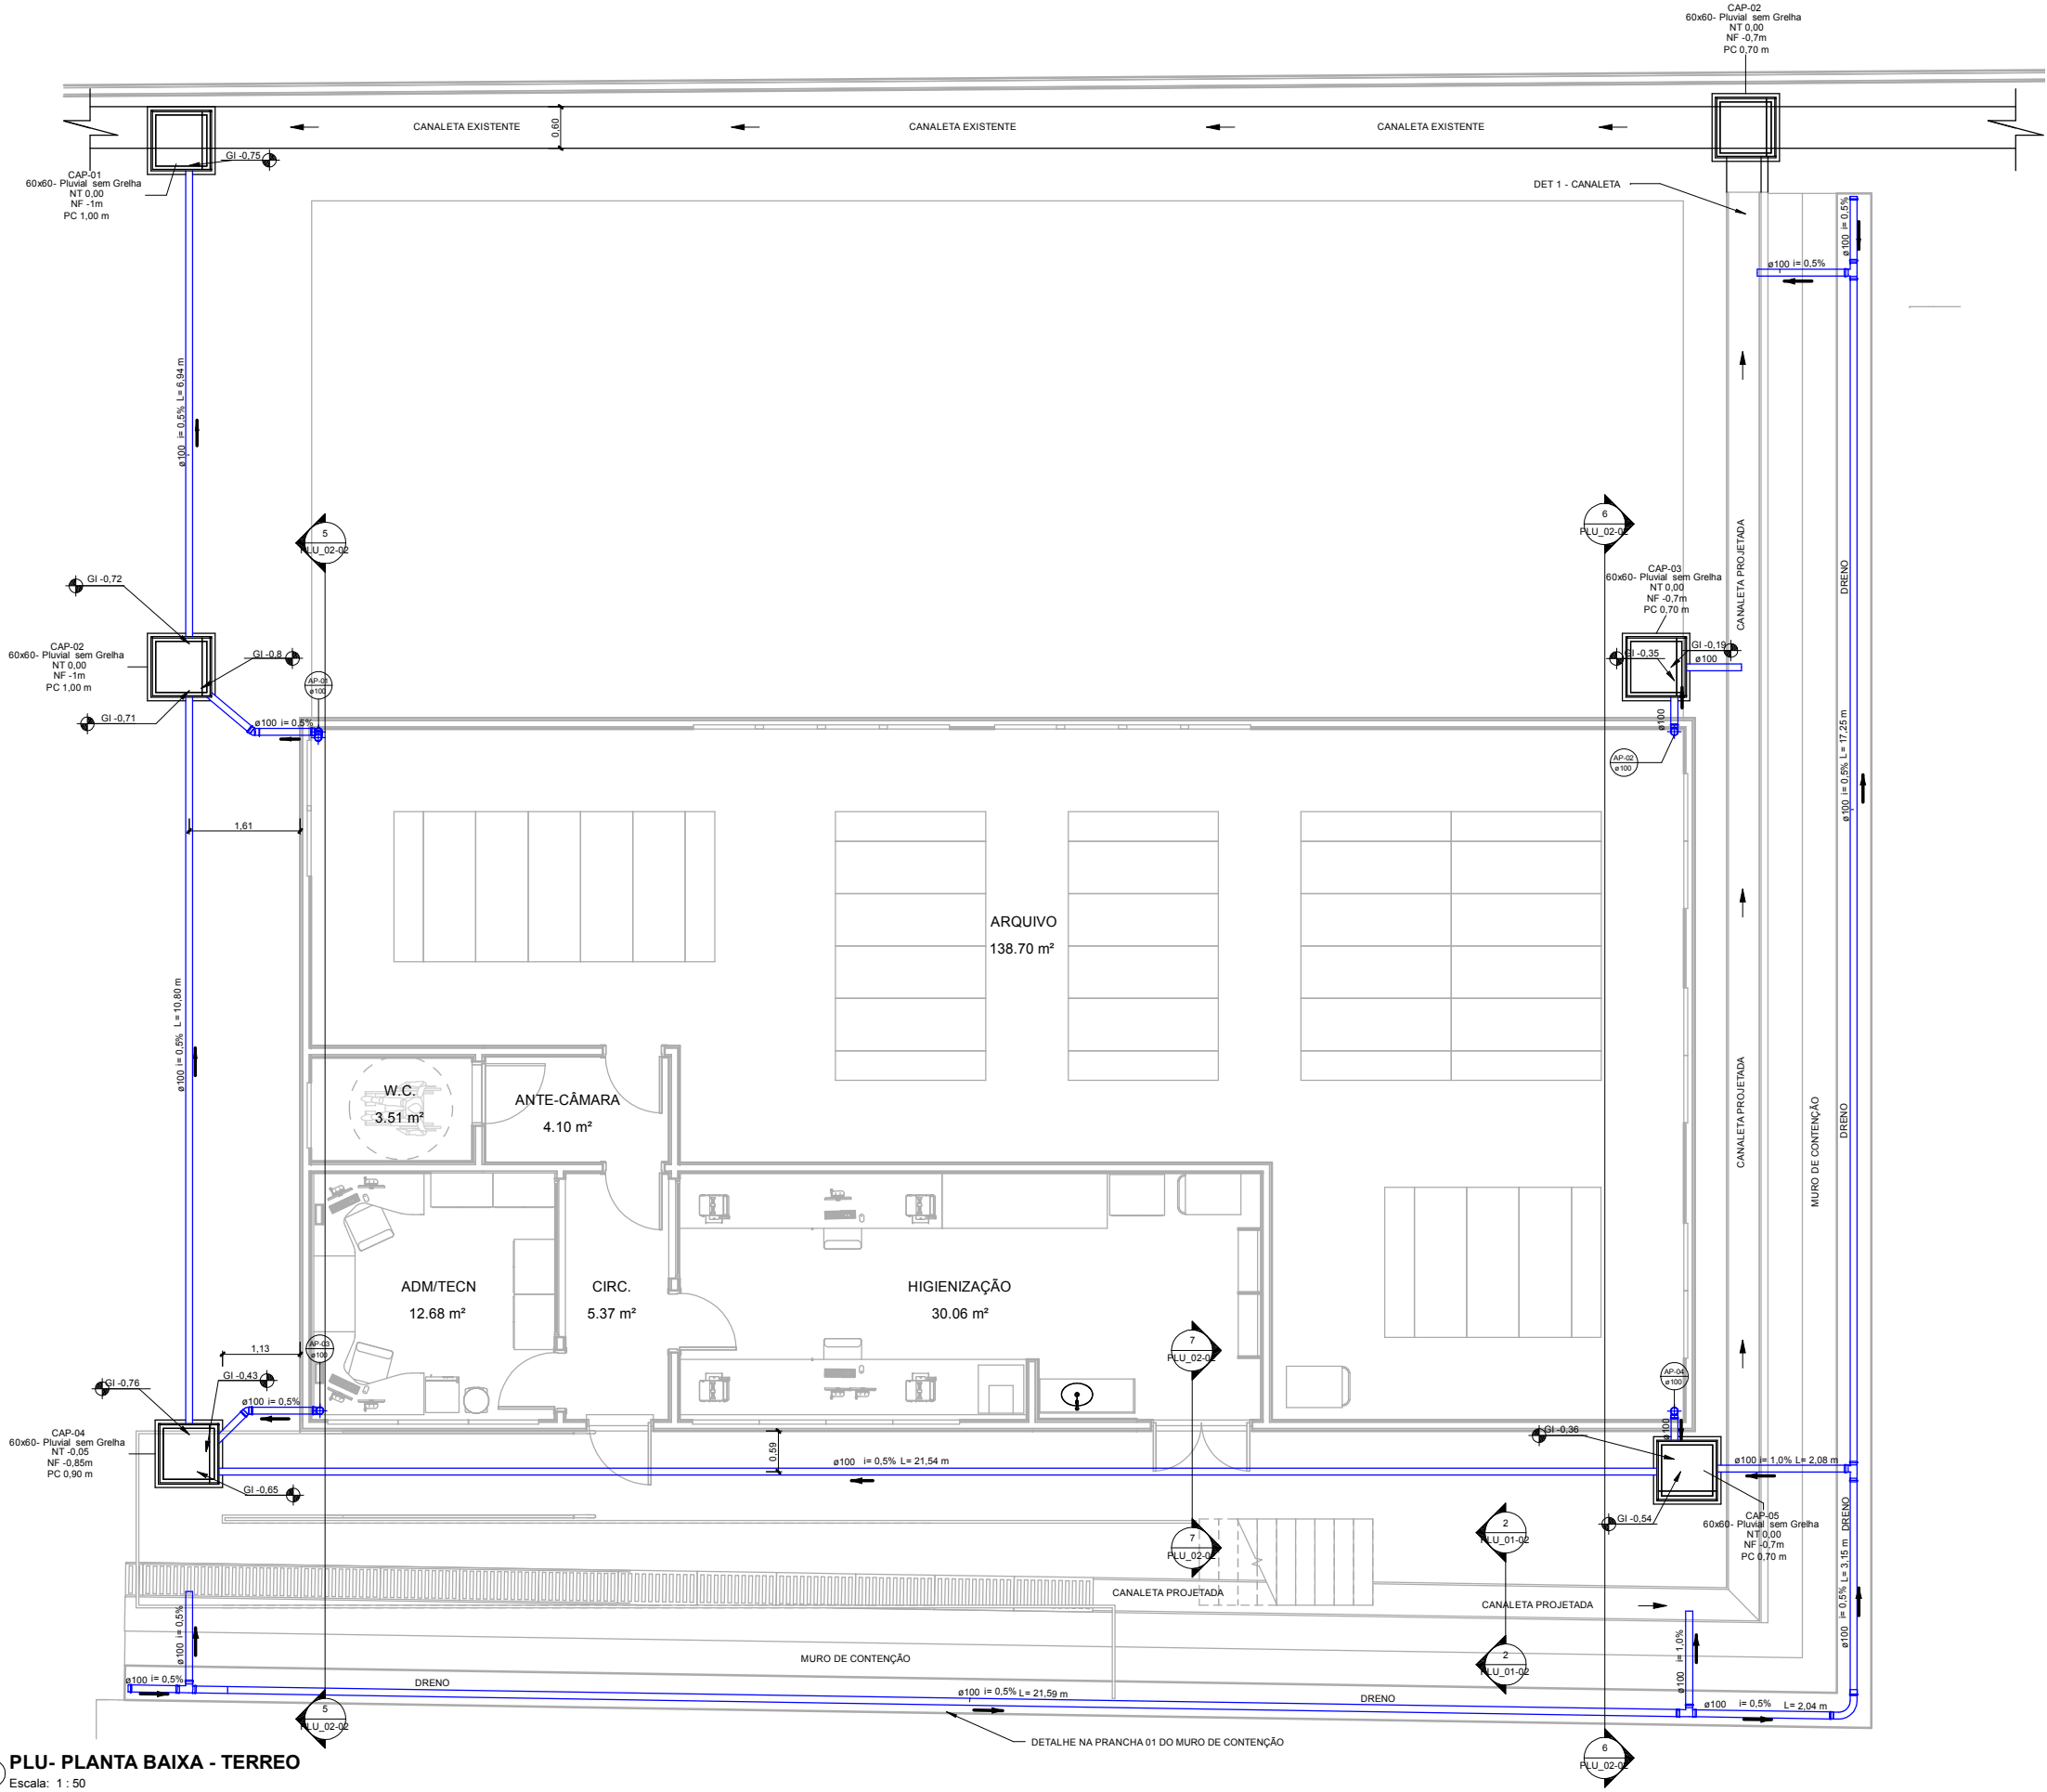 CAP-02
60x60- Pluvial sem Grelha
NT 0,00
NF -0,7m
PC 0,70 m
CANALETA EXISTENTE
0,60
CANALETA EXISTENTE
CANALETA EXISTENTE
GI -0,75
CAP-01
60x60- Pluvial sem Grelha
NT 0,00
NF -1m
PC 1,00 m
DET 1 - CANALETA
ø100 i= 0,5%
ø100 i= 0,5%
ø100 i= 0,5% L= 6,94 m
5
PLU_02-02
6
PLU_02-02
CANALETA PROJETADA
DRENO
GI -0,72
CAP-03
60x60- Pluvial sem Grelha
NT 0,00
NF -0,7m
PC 0,70 m
CAP-02
60x60- Pluvial sem Grelha
NT 0,00
NF -1m
PC 1,00 m
GI -0,8
GI -0,35
GI -0,19
ø100
AP-01
ø100
GI -0,71
ø100 i= 0,5%
ø100
AP-02
ø100
ø100 i= 0,5% L= 17,25 m
1,61
ARQUIVO
138.70 m²
ø100 i= 0,5% L= 10,80 m
W.C.
3.51 m²
ANTE-CÂMARA
4.10 m²
CANALETA PROJETADA
MURO DE CONTENÇÃO
DRENO
ADM/TECN
12.68 m²
CIRC.
5.37 m²
HIGIENIZAÇÃO
30.06 m²
1,13
AP-03
ø100
7
PLU_02-02
AP-04
ø100
GI -0,76
GI -0,43
ø100 i= 0,5%
CAP-04
60x60- Pluvial sem Grelha
NT -0,05
NF -0,85m
PC 0,90 m
GI -0,65
0,59
ø100 i= 0,5% L= 21,54 m
GI -0,36
ø100
ø100 i= 1,0% L= 2,08 m
GI -0,54
CAP-05
60x60- Pluvial sem Grelha
NT 0,00
NF -0,7m
PC 0,70 m
7
PLU_02-02
2
PLU_01-02
ø100 i= 0,5% L= 3,15 m DRENO
CANALETA PROJETADA
CANALETA PROJETADA
ø100 i= 0,5%
MURO DE CONTENÇÃO
2
PLU_01-02
ø100 i= 1,0%
ø100 i= 0,5%
DRENO
ø100 i= 0,5% L= 21,59 m
DRENO
ø100 i= 0,5% L= 2,04 m
5
PLU_02-02
DETALHE NA PRANCHA 01 DO MURO DE CONTENÇÃO
6
PLU_02-02
PLU- PLANTA BAIXA - TERREO
Escala: 1 : 50